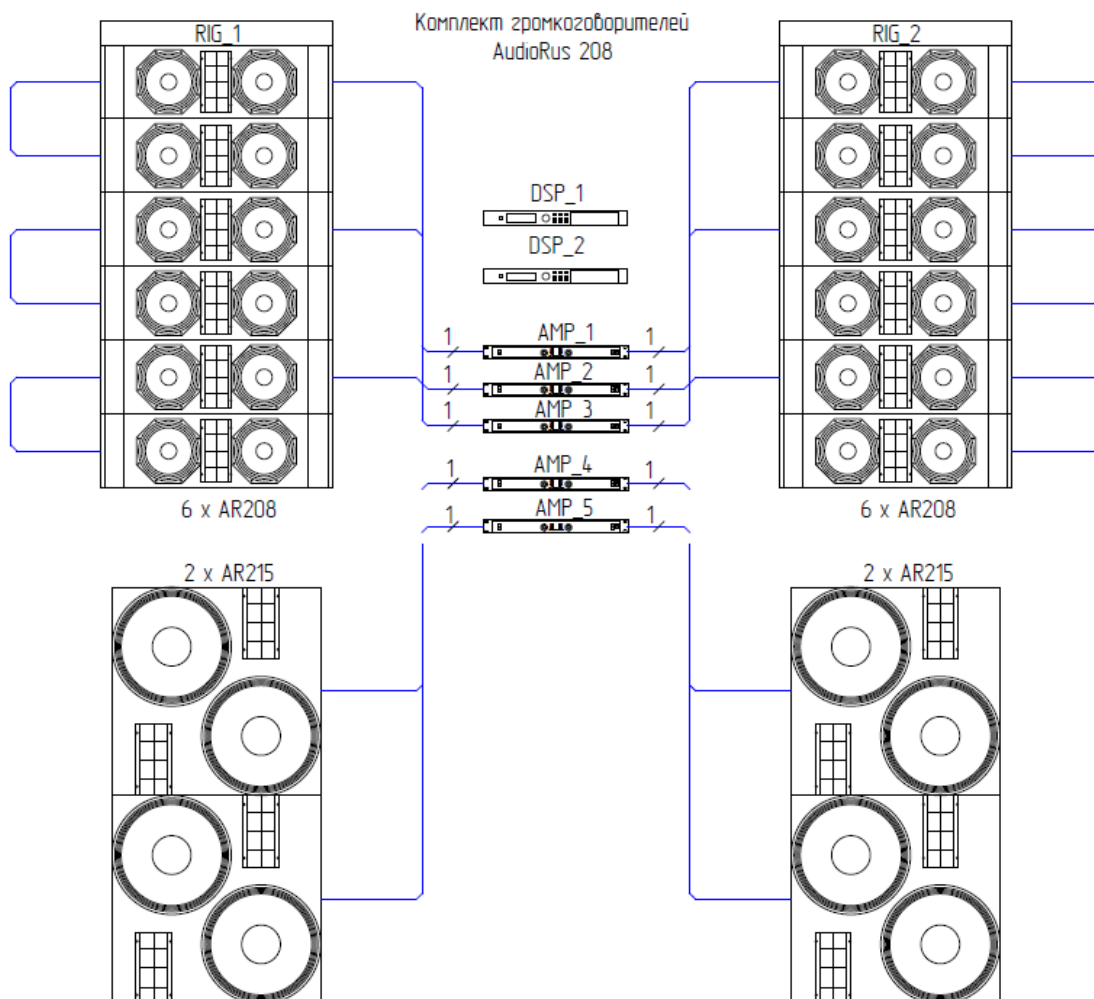 Комплект громкоговорителей
AudioRus 208
RIG_1
RIG_2
DSP_1
DSP_2
1
AMP_1
1
1
AMP_2
1
1
AMP_3
1
1
AMP_4
1
1
AMP_5
1
6 x AR208
6 x AR208
2 x AR215
2 x AR215